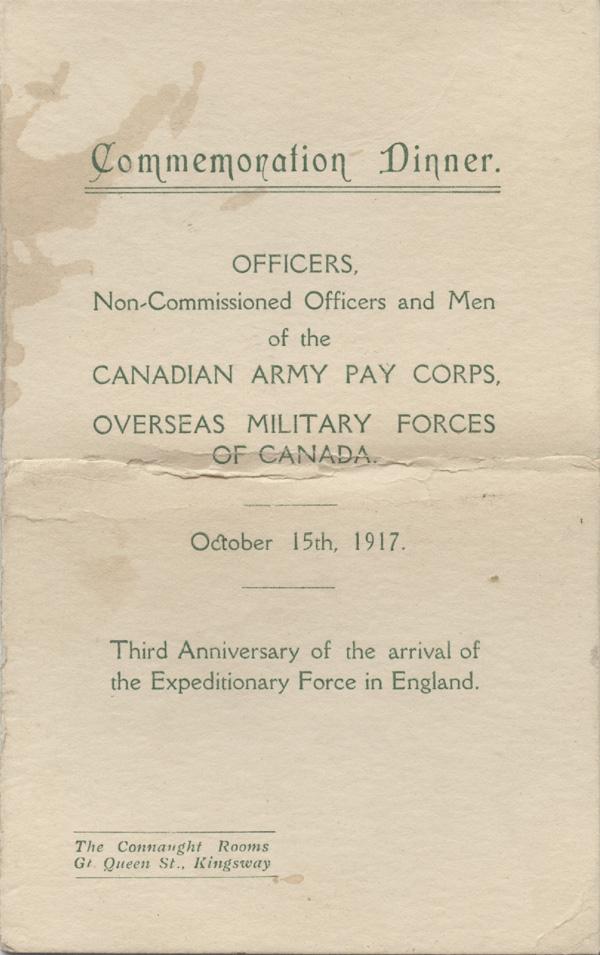 Commemoration Dinner.
OFFICERS,
Non-Commissioned Officers and Men
of the
CANADIAN ARMY PAY CORPS,
OVERSEAS MILITARY FORCES
OF CANADA.
October 15th, 1917.
Third Anniversary of the arrival of
the Expeditionary Force in England.
The Connaught Rooms
Gt. Queen St., Kingsway